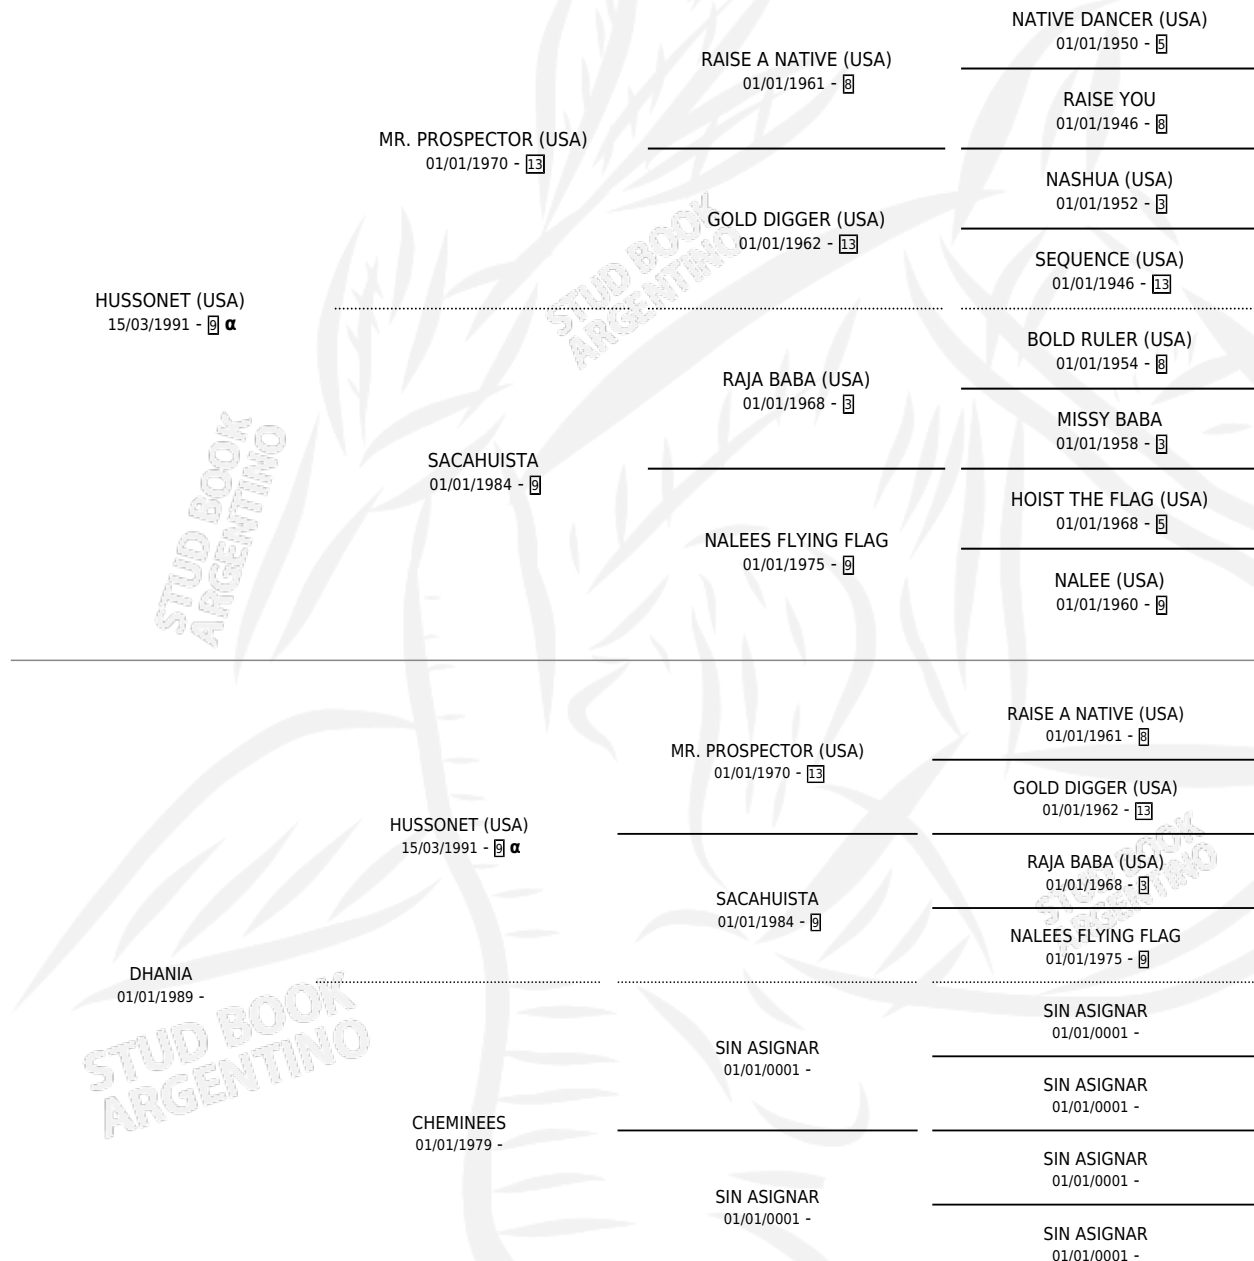 NATIVE DANCER (USA)
01/01/1950 - 5
RAISE A NATIVE (USA)
01/01/1961 - 8
RAISE YOU
01/01/1946 - 8
MR. PROSPECTOR (USA)
01/01/1970 - 13
NASHUA (USA)
01/01/1952 - 3
GOLD DIGGER (USA)
01/01/1962 - 13
SEQUENCE (USA)
01/01/1946 - 13
HUSSONET (USA)
15/03/1991 - 9 α
BOLD RULER (USA)
01/01/1954 - 8
RAJA BABA (USA)
01/01/1968 - 3
MISSY BABA
01/01/1958 - 3
SACAHUISTA
01/01/1984 - 9
HOIST THE FLAG (USA)
01/01/1968 - 5
NALEES FLYING FLAG
01/01/1975 - 9
NALEE (USA)
01/01/1960 - 9
STUD BOOK
ARGENTINO
STUD BOOK
ARGENTINO
RAISE A NATIVE (USA)
01/01/1961 - 8
MR. PROSPECTOR (USA)
01/01/1970 - 13
GOLD DIGGER (USA)
01/01/1962 - 13
HUSSONET (USA)
15/03/1991 - 9 α
RAJA BABA (USA)
01/01/1968 - 3
SACAHUISTA
01/01/1984 - 9
NALEES FLYING FLAG
01/01/1975 - 9
DHANIA
01/01/1989 -
SIN ASIGNAR
01/01/0001 -
SIN ASIGNAR
01/01/0001 -
SIN ASIGNAR
01/01/0001 -
CHEMINEES
01/01/1979 -
SIN ASIGNAR
01/01/0001 -
SIN ASIGNAR
01/01/0001 -
SIN ASIGNAR
01/01/0001 -
STUD BOOK
ARGENTINO
STUD BOOK
ARGENTINO